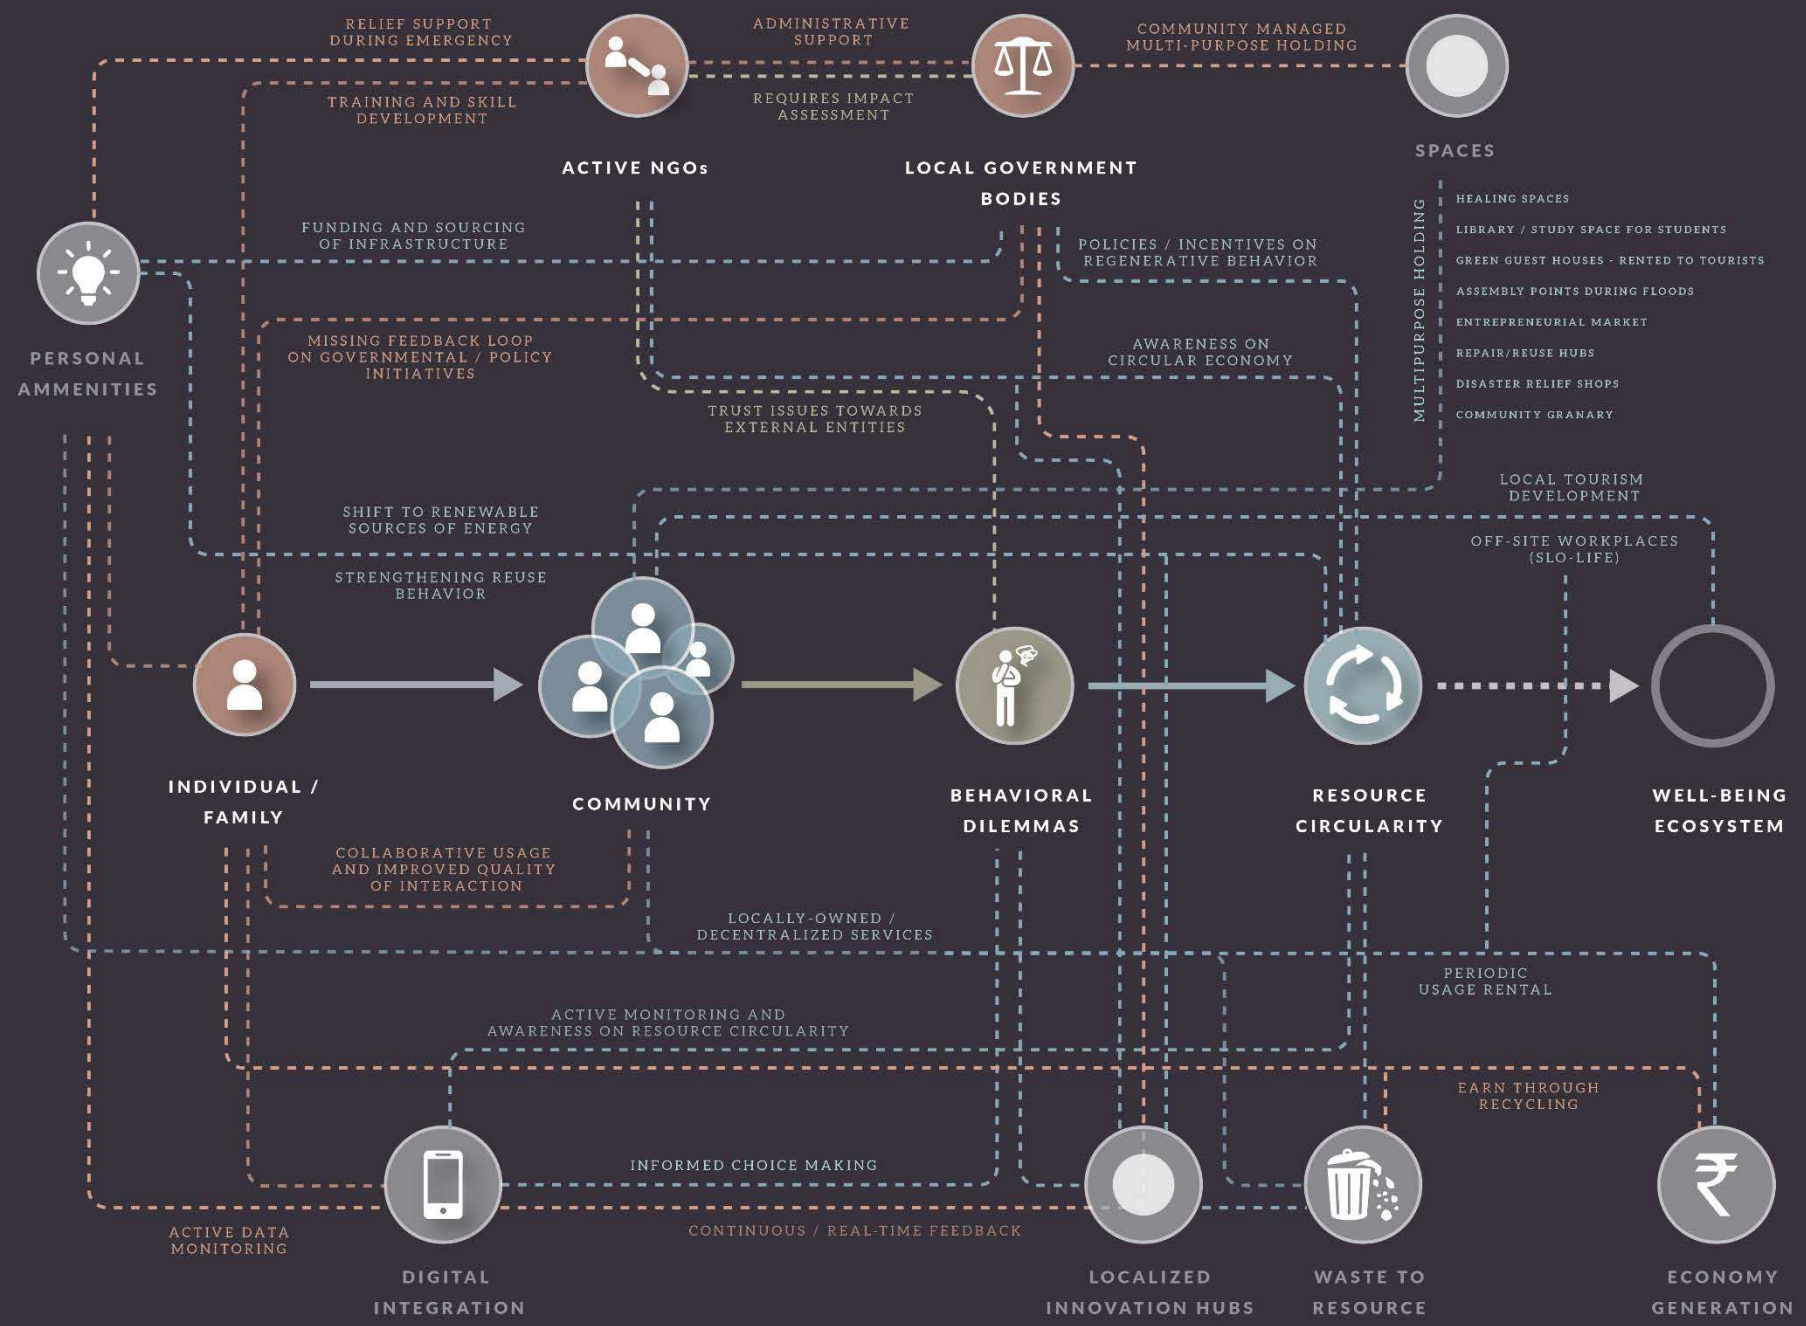 RELIEF SUPPORT
DURING EMERGENCY
ADMINISTRATIVE
SUPPORT
COMMUNITY MANAGED
MULTI-PURPOSE HOLDING
TRAINING AND SKILL
DEVELOPMENT
REQUIRES IMPACT
ASSESSMENT
ACTIVE NGOs
LOCAL GOVERNMENT
BODIES
SPACES
MULTIPURPOSE HOLDING
HEALING SPACES
LIBRARY / STUDY SPACE FOR STUDENTS
GREEN GUEST HOUSES - RENTED TO TOURISTS
ASSEMBLY POINTS DURING FLOODS
ENTREPRENEURIAL MARKET
REPAIR/REUSE HUBS
DISASTER RELIEF SHOPS
COMMUNITY GRANARY
FUNDING AND SOURCING
OF INFRASTRUCTURE
POLICIES / INCENTIVES ON
REGENERATIVE BEHAVIOR
PERSONAL
AMMENITIES
MISSING FEEDBACK LOOP
ON GOVERNMENTAL / POLICY
INITIATIVES
AWARENESS ON
CIRCULAR ECONOMY
TRUST ISSUES TOWARDS
EXTERNAL ENTITIES
LOCAL TOURISM
DEVELOPMENT
SHIFT TO RENEWABLE
SOURCES OF ENERGY
OFF-SITE WORKPLACES
(SLO-LIFE)
STRENGTHENING REUSE
BEHAVIOR
INDIVIDUAL /
FAMILY
COMMUNITY
BEHAVIORAL
DILEMMAS
RESOURCE
CIRCULARITY
WELL-BEING
ECOSYSTEM
COLLABORATIVE USAGE
AND IMPROVED QUALITY
OF INTERACTION
LOCALLY-OWNED /
DECENTRALIZED SERVICES
PERIODIC
USAGE RENTAL
ACTIVE MONITORING AND
AWARENESS ON RESOURCE CIRCULARITY
EARN THROUGH
RECYCLING
INFORMED CHOICE MAKING
₹
ACTIVE DATA
MONITORING
CONTINUOUS / REAL-TIME FEEDBACK
DIGITAL
INTEGRATION
LOCALIZED
INNOVATION HUBS
WASTE TO
RESOURCE
ECONOMY
GENERATION